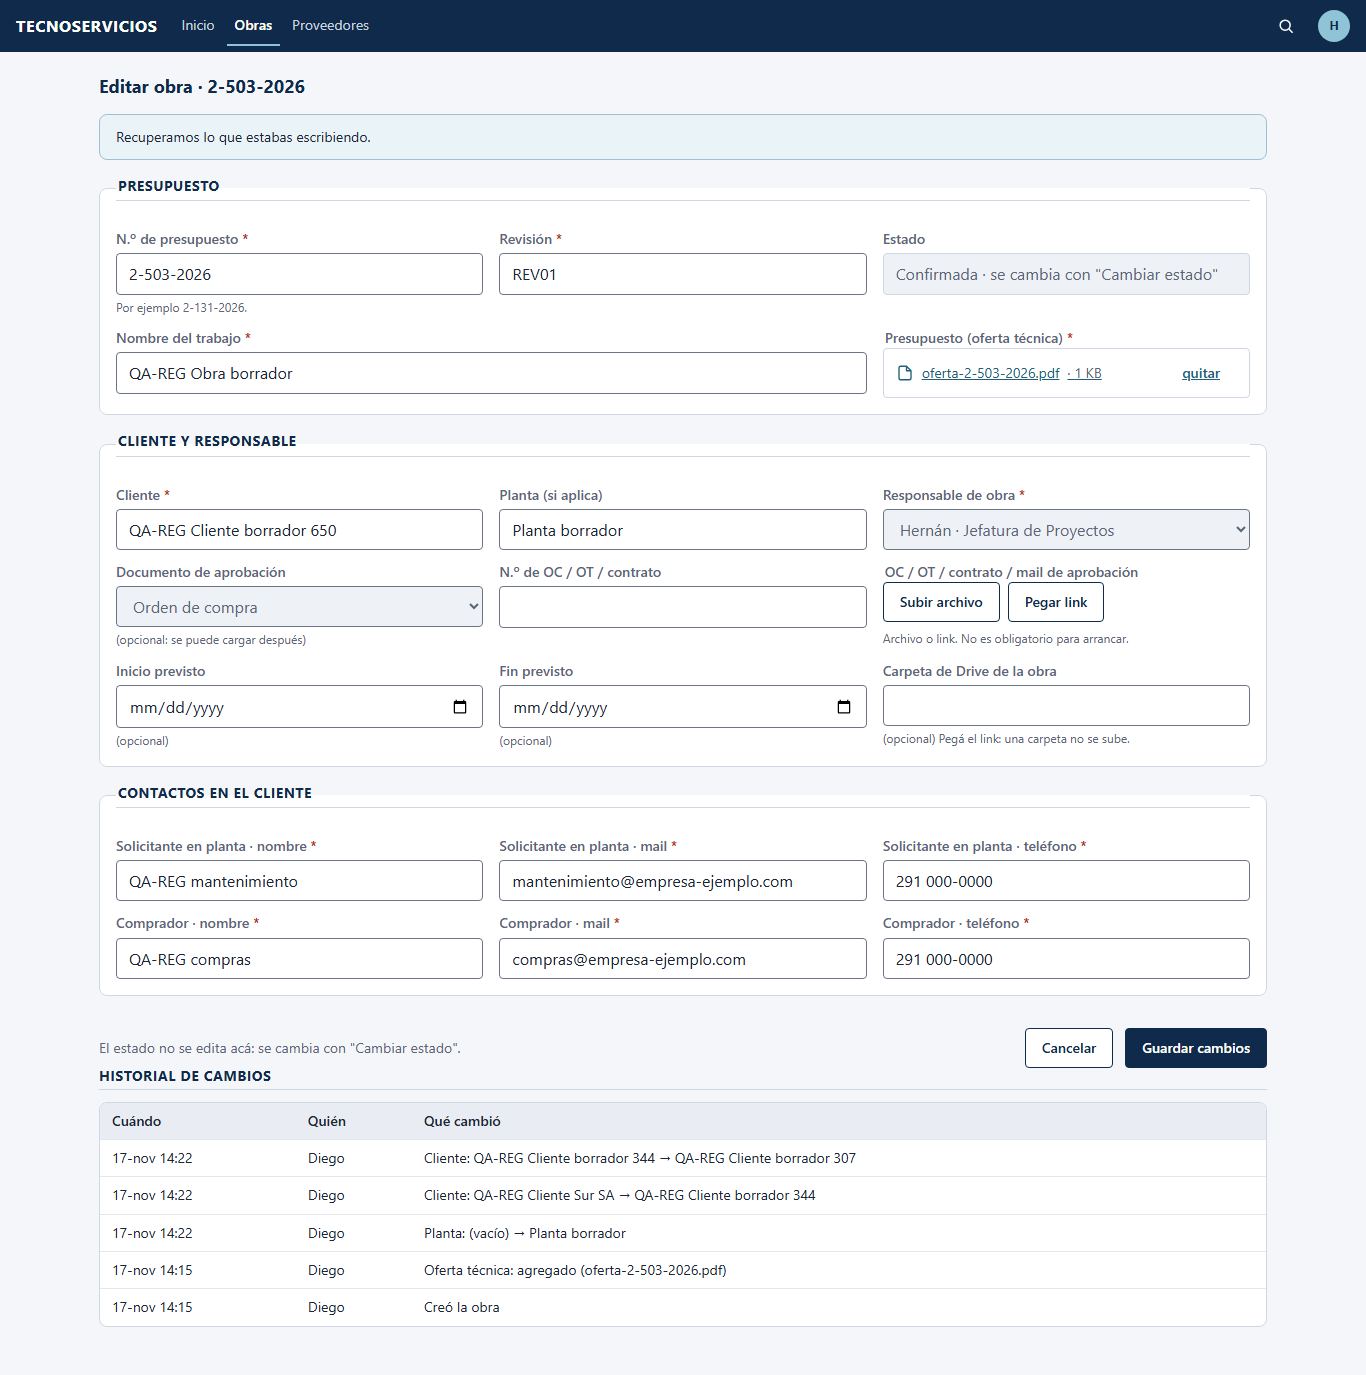 TECNOSERVICIOS Inicio Obras Proveedores H
Editar obra · 2-503-2026
Recuperamos lo que estabas escribiendo.
PRESUPUESTO
N.º de presupuesto * Revisión * Estado
2-503-2026 REV01 Confirmada · se cambia con "Cambiar estado"
Por ejemplo 2-131-2026.
Nombre del trabajo * Presupuesto (oferta técnica) *
QA-REG Obra borrador oferta-2-503-2026.pdf · 1 KB quitar
CLIENTE Y RESPONSABLE
Cliente * Planta (si aplica) Responsable de obra *
QA-REG Cliente borrador 650 Planta borrador Hernán · Jefatura de Proyectos
Documento de aprobación N.º de OC / OT / contrato OC / OT / contrato / mail de aprobación
Orden de compra Subir archivo Pegar link
(opcional: se puede cargar después) Archivo o link. No es obligatorio para arrancar.
Inicio previsto Fin previsto Carpeta de Drive de la obra
mm/dd/yyyy mm/dd/yyyy
(opcional) (opcional) (opcional) Pegá el link: una carpeta no se sube.
CONTACTOS EN EL CLIENTE
Solicitante en planta · nombre * Solicitante en planta · mail * Solicitante en planta · teléfono *
QA-REG mantenimiento mantenimiento@empresa-ejemplo.com 291 000-0000
Comprador · nombre * Comprador · mail * Comprador · teléfono *
QA-REG compras compras@empresa-ejemplo.com 291 000-0000
El estado no se edita acá: se cambia con "Cambiar estado". Cancelar Guardar cambios
HISTORIAL DE CAMBIOS
Cuándo Quién Qué cambió
17-nov 14:22 Diego Cliente: QA-REG Cliente borrador 344 → QA-REG Cliente borrador 307
17-nov 14:22 Diego Cliente: QA-REG Cliente Sur SA → QA-REG Cliente borrador 344
17-nov 14:22 Diego Planta: (vacío) → Planta borrador
17-nov 14:15 Diego Oferta técnica: agregado (oferta-2-503-2026.pdf)
17-nov 14:15 Diego Creó la obra